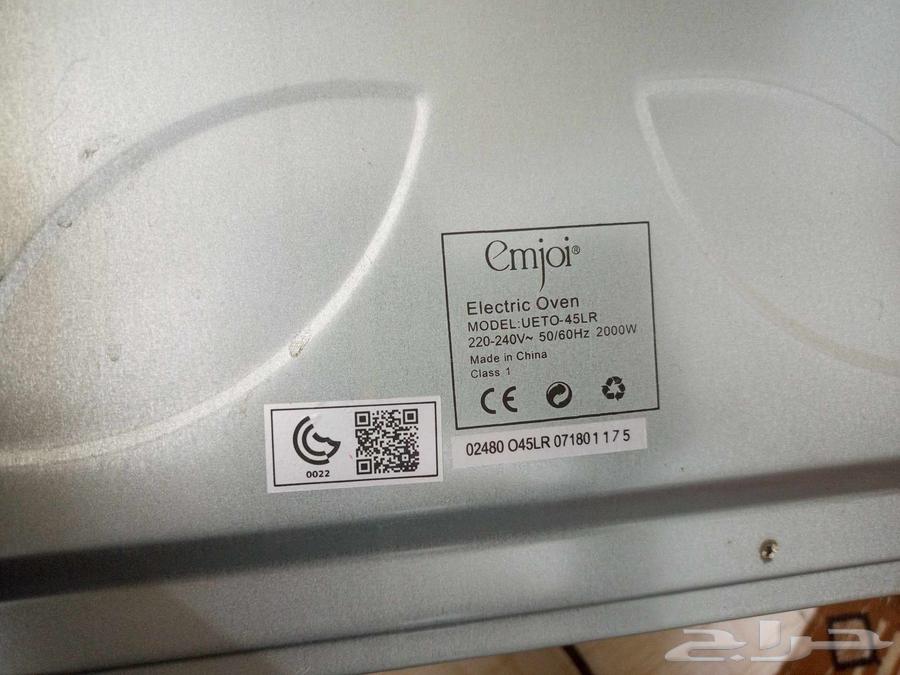 emjoi®
Electric Oven
MODEL:UETO-45LR
220-240V~ 50/60Hz 2000W
Made in China
Class 1
CE
0022
02480 O45LR 071801175
حراج